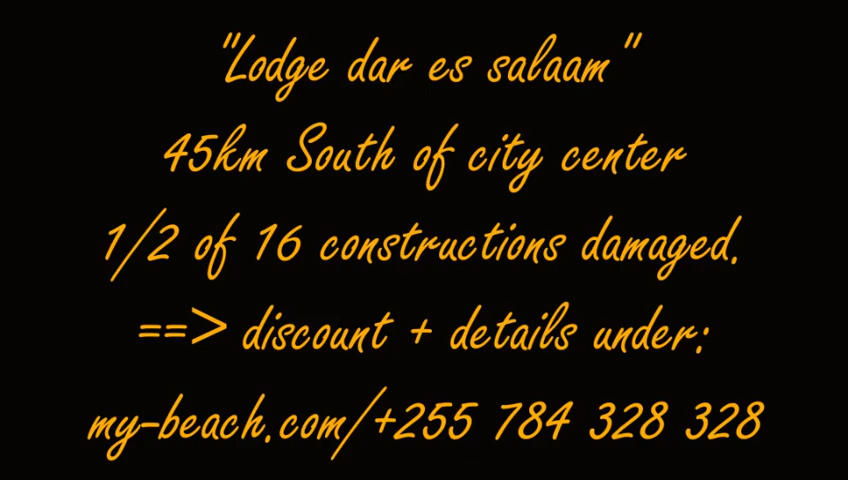 "Lodge dar es salaam"
45km South of city center
1/2 of 16 constructions damaged.
==> discount + details under:
my-beach.com/+255 784 328 328